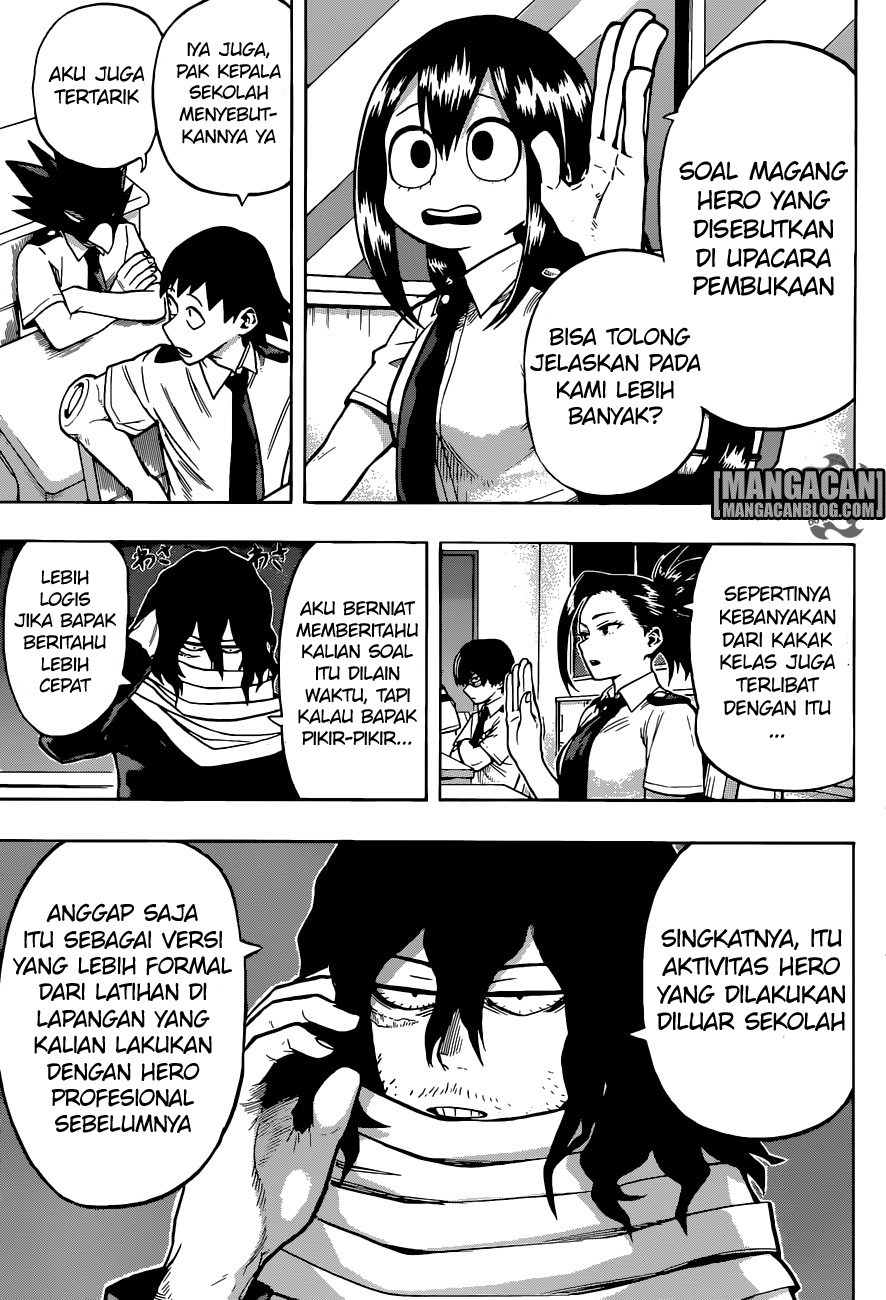 SOAL MAGANG
HERO YANG
DISEBUTKAN
DI UPACARA
PEMBUKAAN
BISA TOLONG
JELASKAN PADA
KAMI LEBIH
BANYAK?
IYA JUGA,
PAK KEPALA
SEKOLAH
MENYEBUT-
KANNYA YA
AKU JUGA
TERTARIK
[MANGACAN]
MANGACANBLOG.COM
SEPERTINYA
KEBANYAKAN
DARI KAKAK
KELAS JUGA
TERLIBAT
DENGAN ITU
...
わさ
わさ
AKU BERNIAT
MEMBERITAHU
KALIAN SOAL
ITU DILAIN
WAKTU, TAPI
KALAU BAPAK
PIKIR-PIKIR...
LEBIH
LOGIS
JIKA BAPAK
BERITAHU
LEBIH
CEPAT
SINGKATNYA, ITU
AKTIVITAS HERO
YANG DILAKUKAN
DILUAR SEKOLAH
ANGGAP SAJA
ITU SEBAGAI VERSI
YANG LEBIH FORMAL
DARI LATIHAN DI
LAPANGAN YANG
KALIAN LAKUKAN
DENGAN HERO
PROFESIONAL
SEBELUMNYA